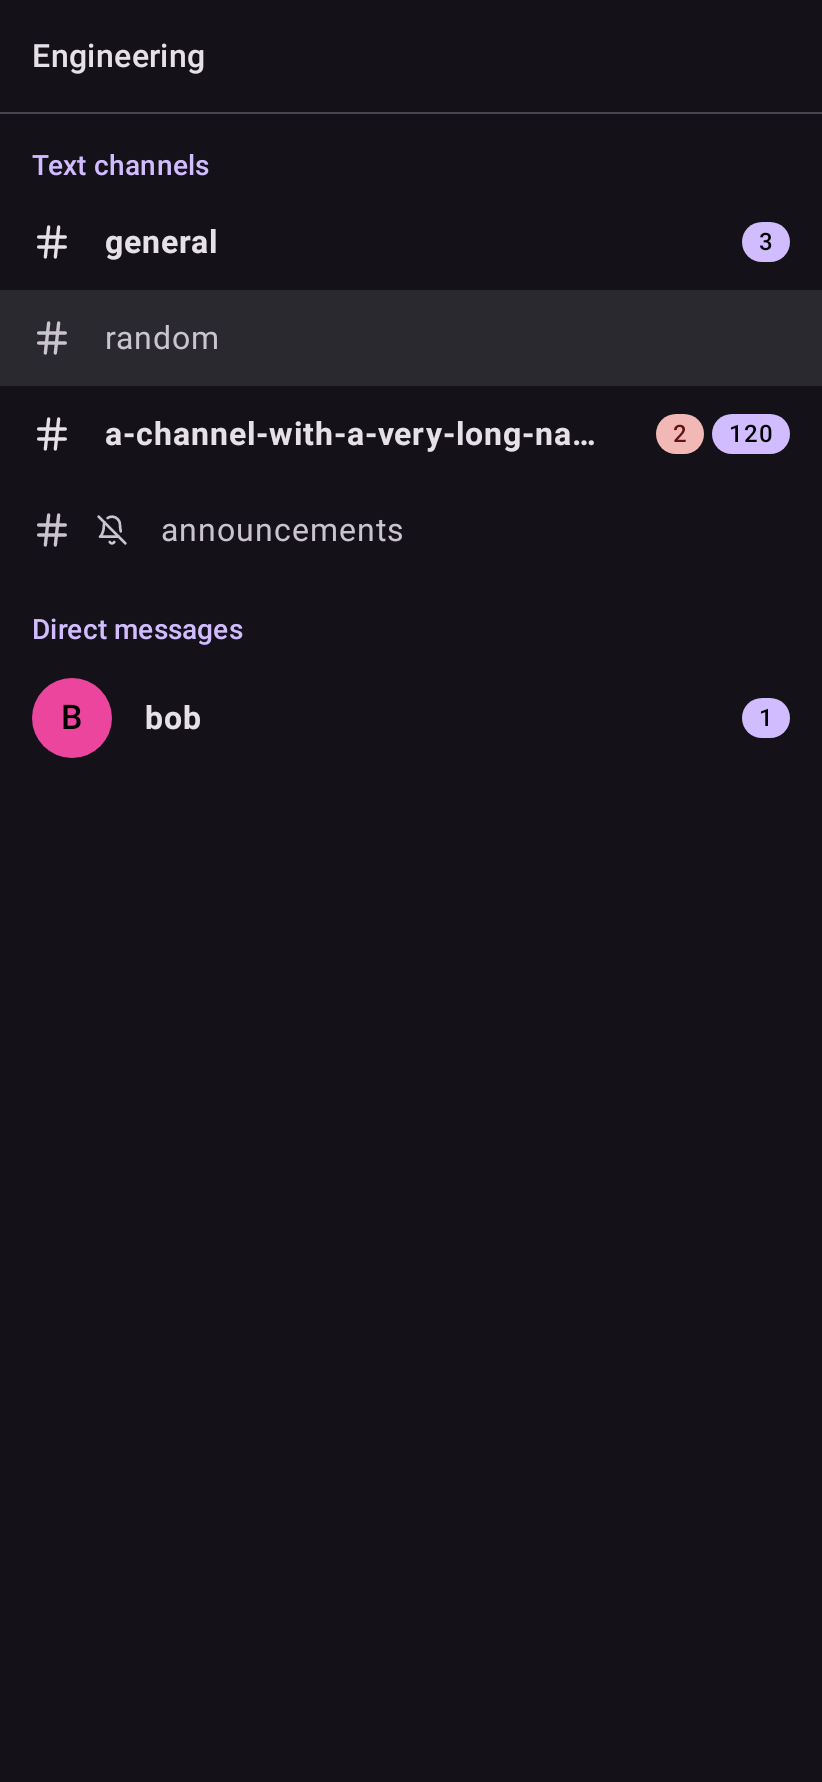 Engineering
Text channels
# general 3
# random
# a-channel-with-a-very-long-na… 2 120
# announcements
Direct messages
B bob 1